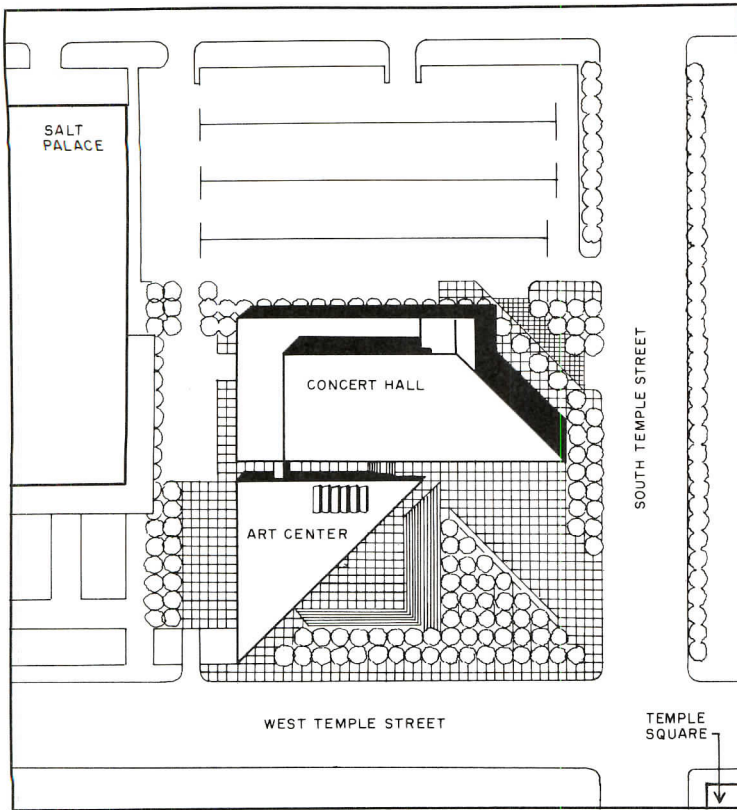 SALT
PALACE
CONCERT HALL
SOUTH TEMPLE STREET
ART CENTER
WEST TEMPLE STREET
TEMPLE
SQUARE